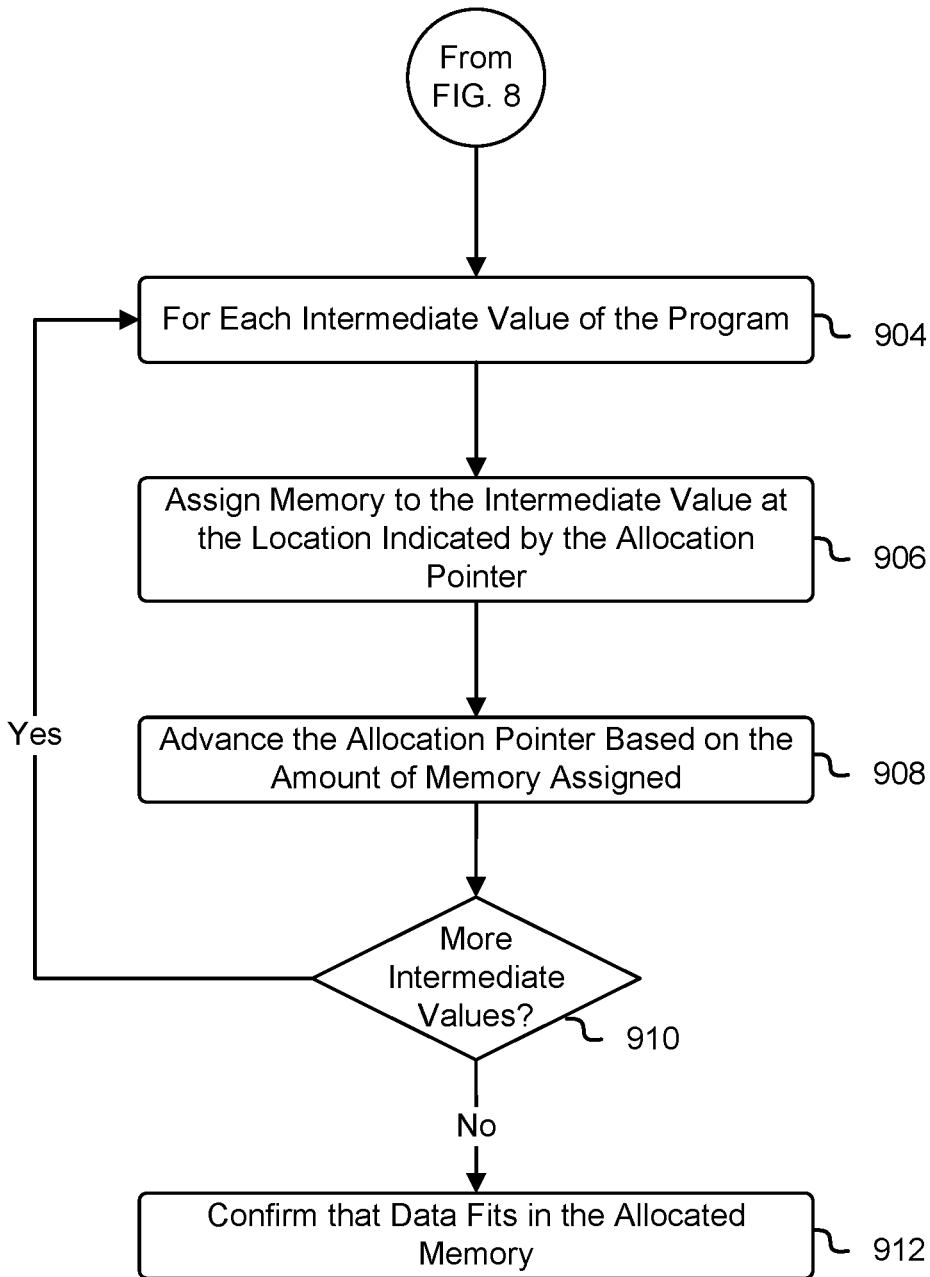 From
FIG. 8
For Each Intermediate Value of the Program
904
Assign Memory to the Intermediate Value at
the Location Indicated by the Allocation
Pointer
906
Advance the Allocation Pointer Based on the
Amount of Memory Assigned
908
Yes
More
Intermediate
Values?
910
No
Confirm that Data Fits in the Allocated
Memory
912